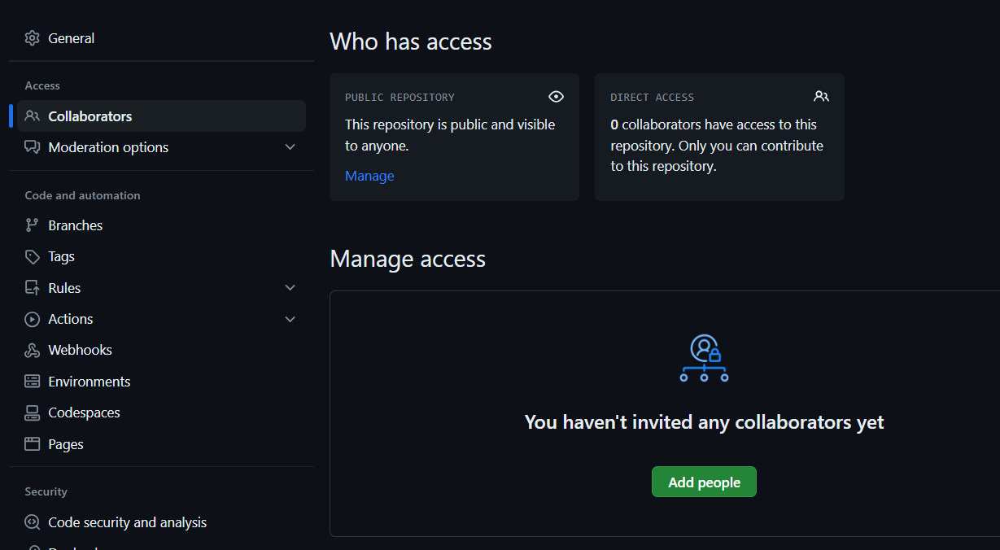 General
Access
Collaborators
Moderation options
Code and automation
Branches
Tags
Rules
Actions
Webhooks
Environments
Codespaces
Pages
Security
Code security and analysis
Who has access
PUBLIC REPOSITORY
This repository is public and visible
to anyone.
Manage
DIRECT ACCESS
0 collaborators have access to this
repository. Only you can contribute
to this repository.
Manage access
You haven't invited any collaborators yet
Add people